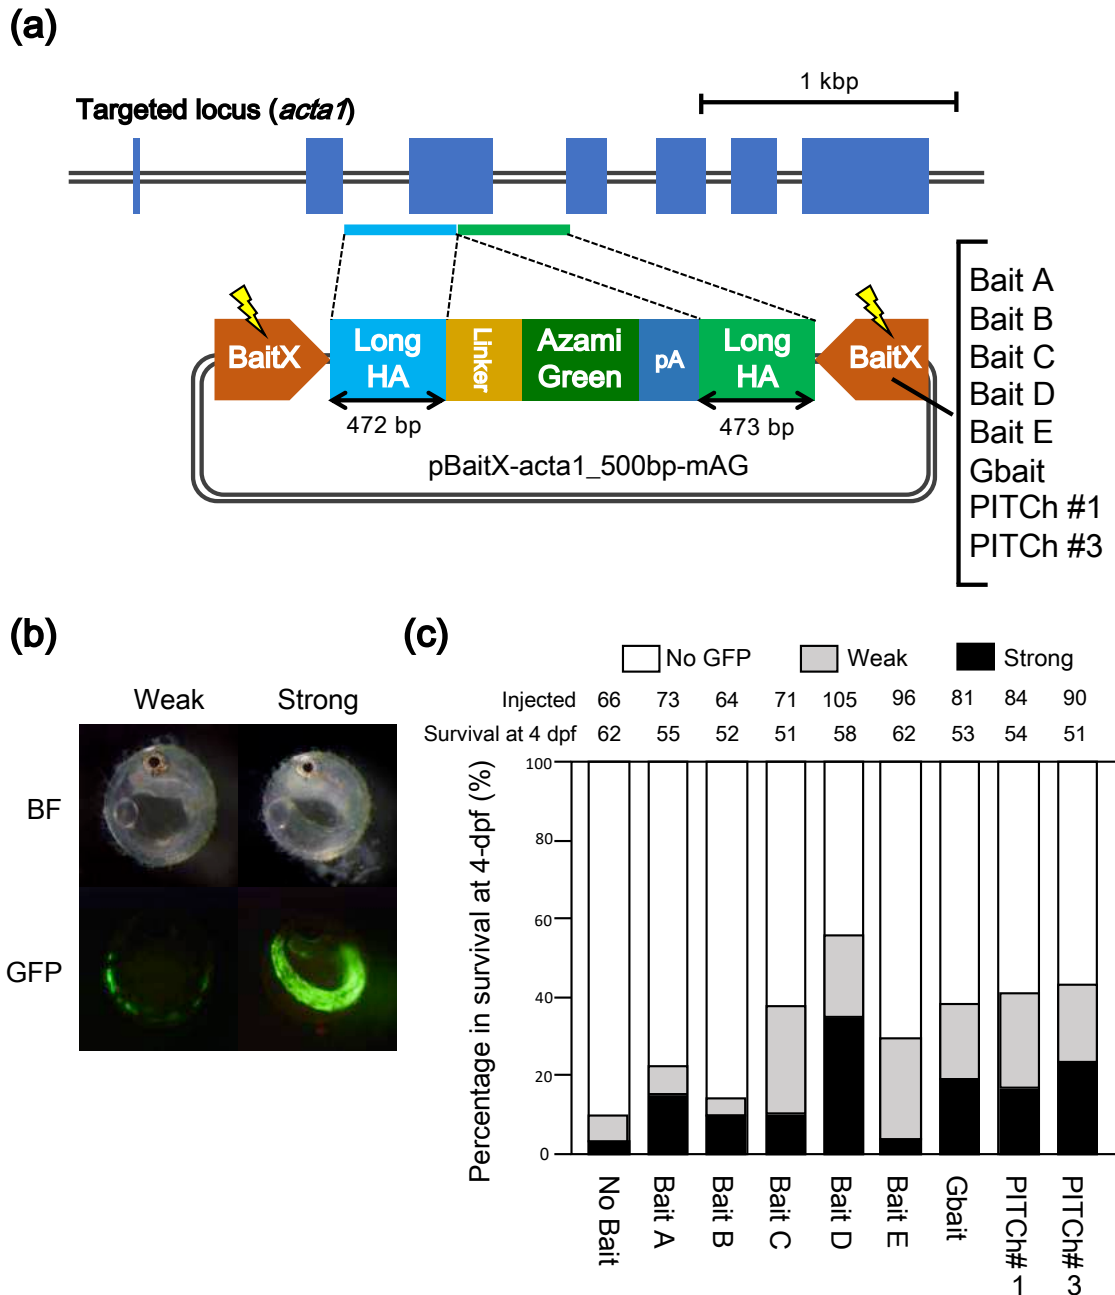 (a)
1 kbp
Targeted locus (acta1)
BaitX
Long HA
Linker
Azami Green
pA
Long HA
BaitX
472 bp
473 bp
pBaitX-acta1_500bp-mAG
Bait A
Bait B
Bait C
Bait D
Bait E
Gbait
PITCh #1
PITCh #3
(b)
Weak Strong
BF
GFP
(c)
No GFP Weak Strong
Injected 66 73 64 71 105 96 81 84 90
Survival at 4 dpf 62 55 52 51 58 62 53 54 51
Percentage in survival at 4-dpf (%)
100
80
60
40
20
0
No Bait
Bait A
Bait B
Bait C
Bait D
Bait E
Gbait
PITCh# 1
PITCh# 3